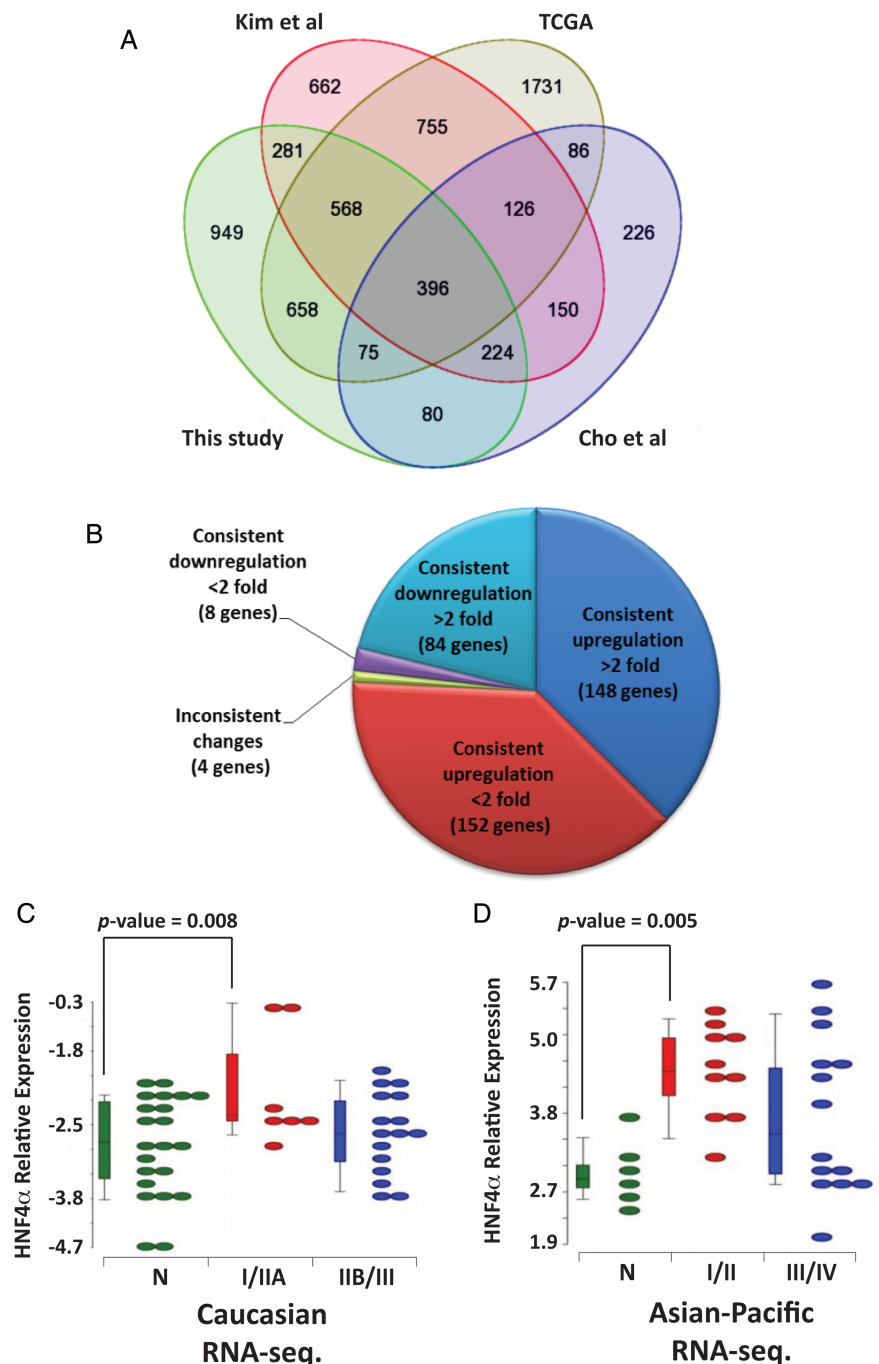 A
Kim et al
TCGA
662
1731
755
281
86
568
126
949
226
396
658
150
75
224
80
This study
Cho et al
B
Consistent
downregulation
<2 fold
(8 genes)
Consistent
downregulation
>2 fold
(84 genes)
Consistent
upregulation
>2 fold
(148 genes)
Inconsistent
changes
(4 genes)
Consistent
upregulation
<2 fold
(152 genes)
C
p-value = 0.008
HNF4α Relative Expression
-0.3
-1.8
-2.5
-3.8
-4.7
N
I/IIA
IIB/III
Caucasian
RNA-seq.
D
p-value = 0.005
HNF4α Relative Expression
5.7
5.0
3.8
2.7
1.9
N
I/II
III/IV
Asian-Pacific
RNA-seq.